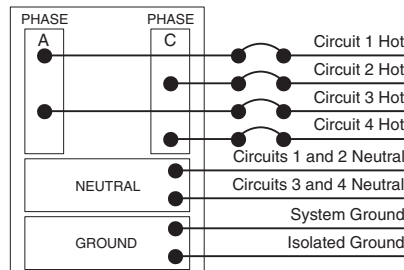 PHASE PHASE
A C
Circuit 1 Hot
Circuit 2 Hot
Circuit 3 Hot
Circuit 4 Hot
Circuits 1 and 2 Neutral
NEUTRAL
Circuits 3 and 4 Neutral
System Ground
GROUND
Isolated Ground